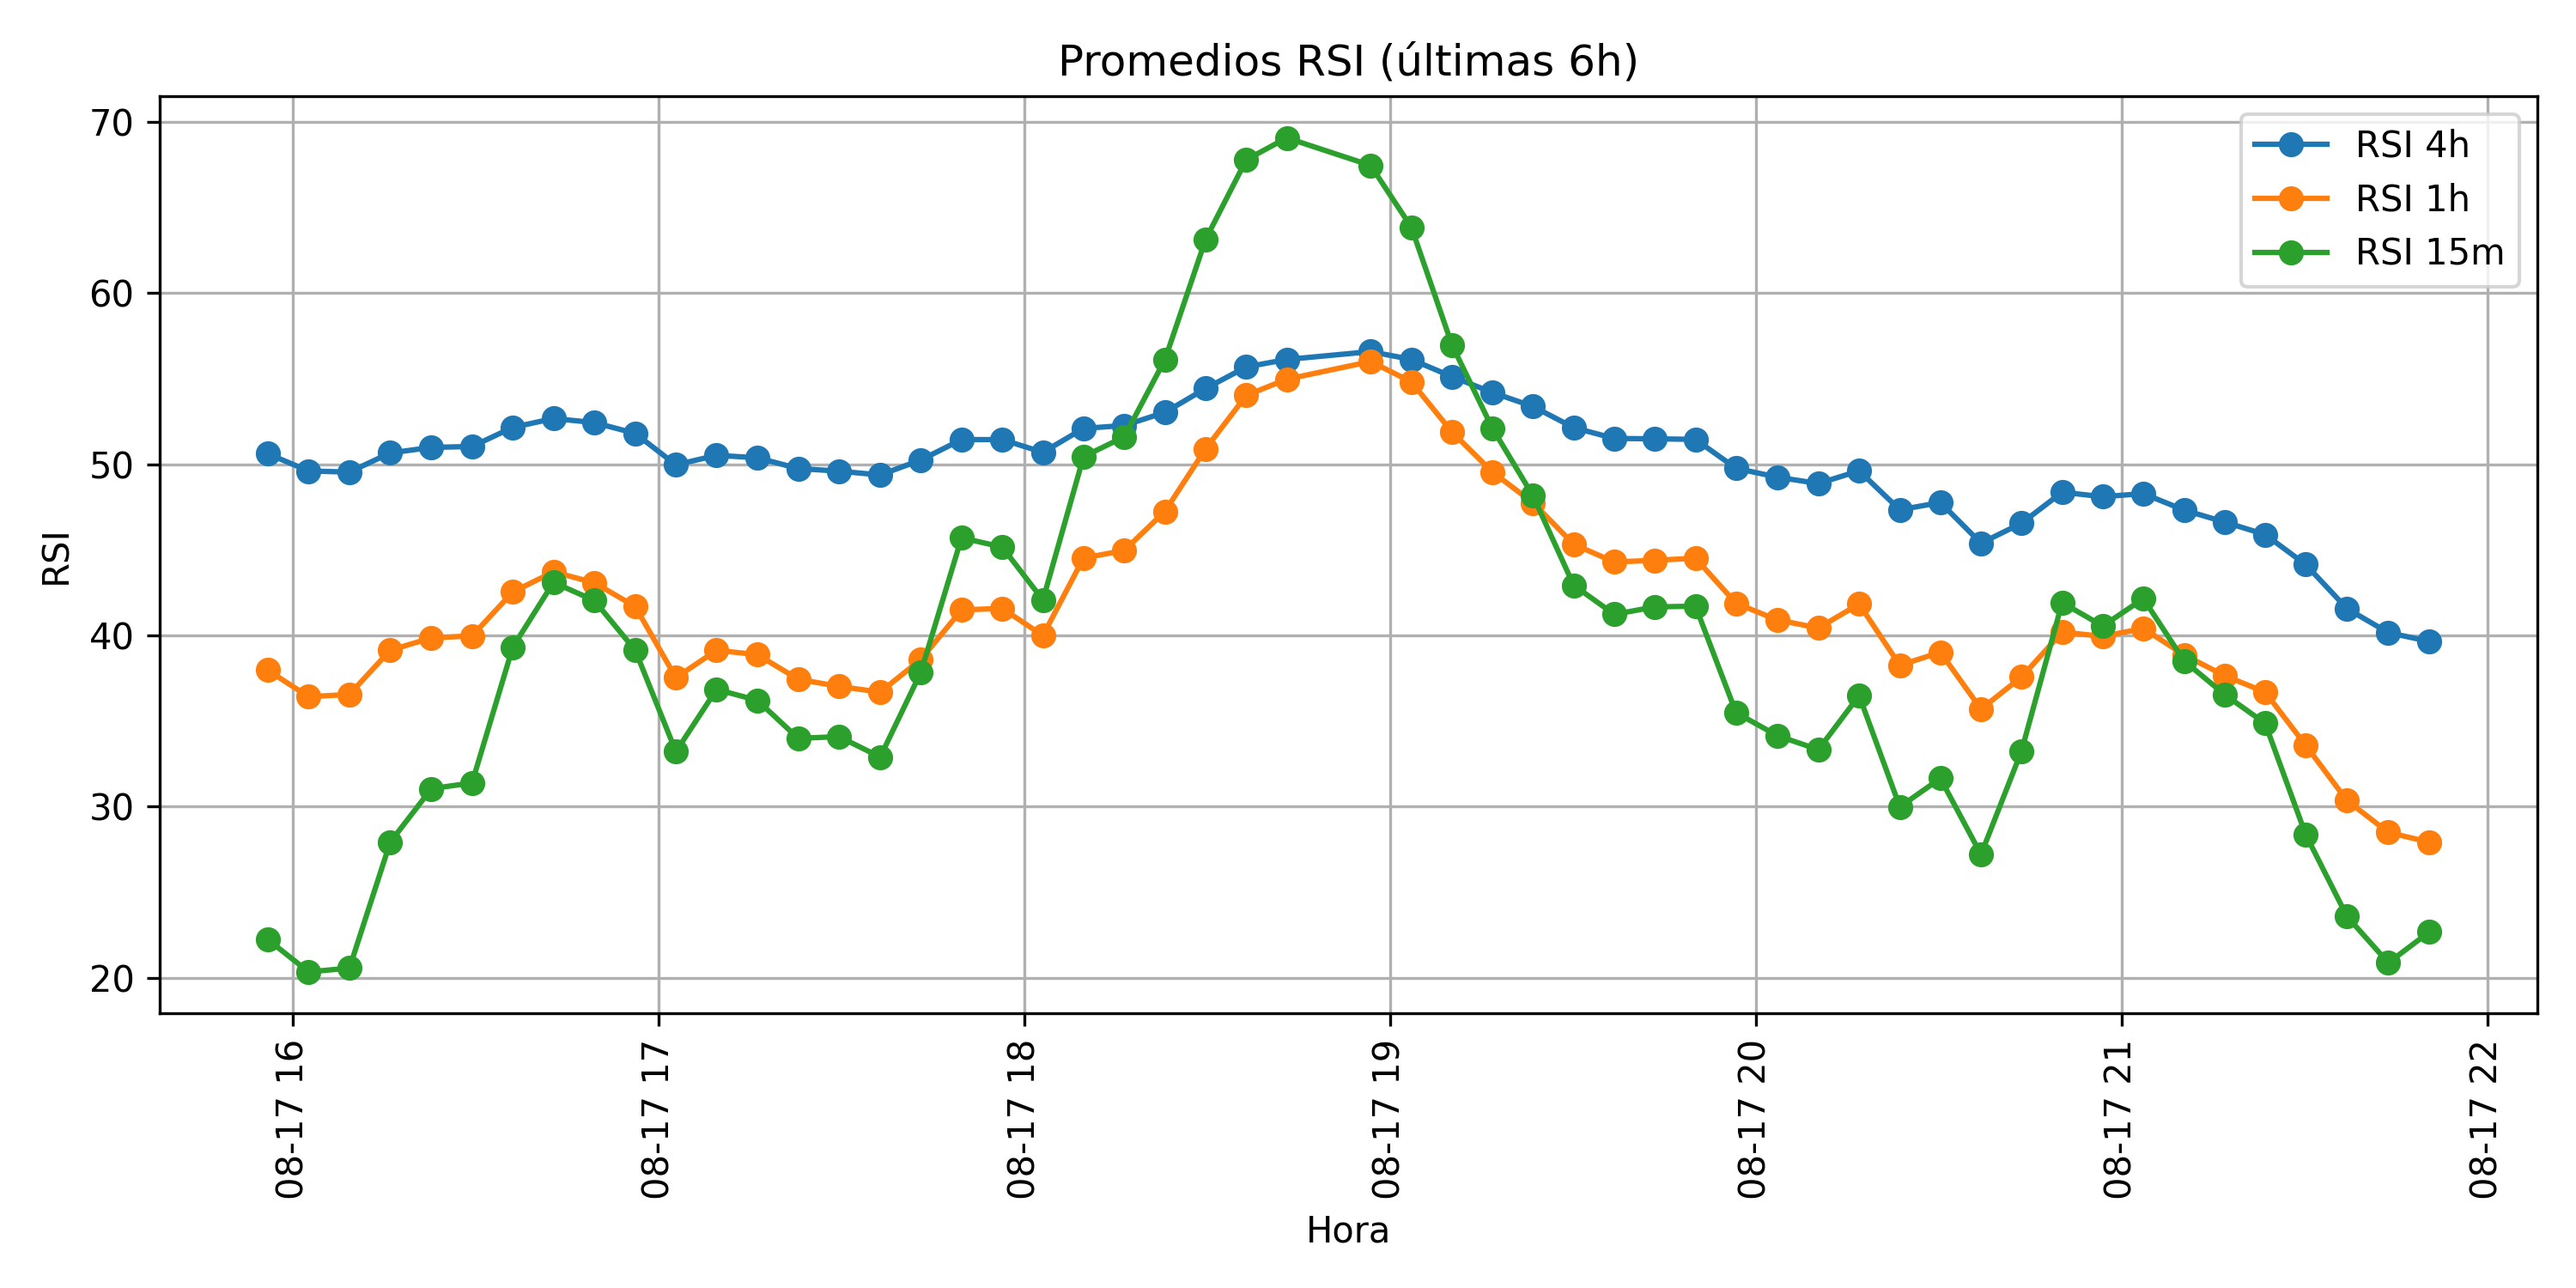 Promedios RSI (últimas 6h)
RSI 4h
RSI 1h
RSI 15m
70
60
50
40
30
20
RSI
08-17 16
08-17 17
08-17 18
08-17 19
08-17 20
08-17 21
08-17 22
Hora